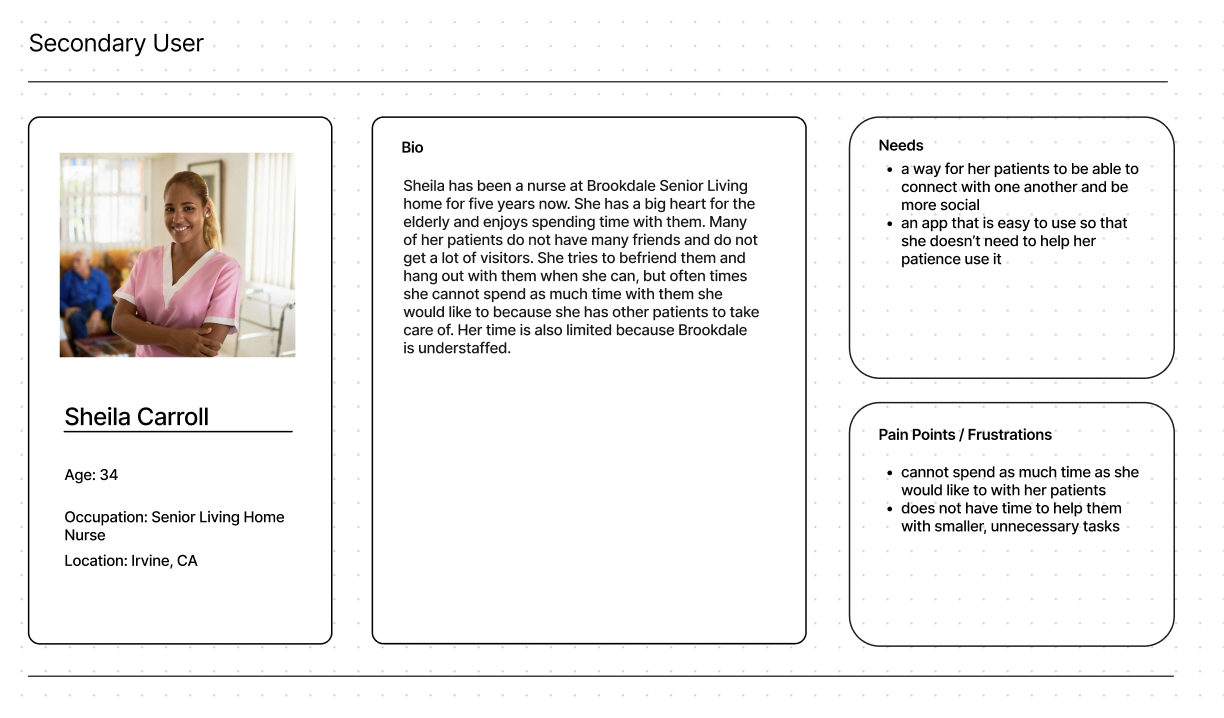 Secondary User
Sheila Carroll
Age: 34
Occupation: Senior Living Home
Nurse
Location: Irvine, CA
Bio
Sheila has been a nurse at Brookdale Senior Living
home for five years now. She has a big heart for the
elderly and enjoys spending time with them. Many
of her patients do not have many friends and do not
get a lot of visitors. She tries to befriend them and
hang out with them when she can, but often times
she cannot spend as much time with them she
would like to because she has other patients to take
care of. Her time is also limited because Brookdale
is understaffed.
Needs
• a way for her patients to be able to
connect with one another and be
more social
• an app that is easy to use so that
she doesn't need to help her
patience use it
Pain Points / Frustrations
• cannot spend as much time as she
would like to with her patients
• does not have time to help them
with smaller, unnecessary tasks